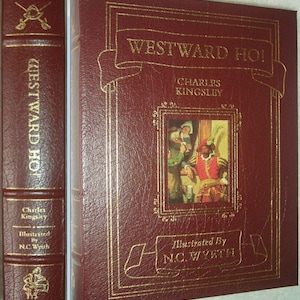 WESTWARD HO!
Charles
Kingsley
Illustrated
By
N.C. Wyeth
WESTWARD HO!
CHARLES
KINGSLEY
Illustrated By
N.C. WYETH